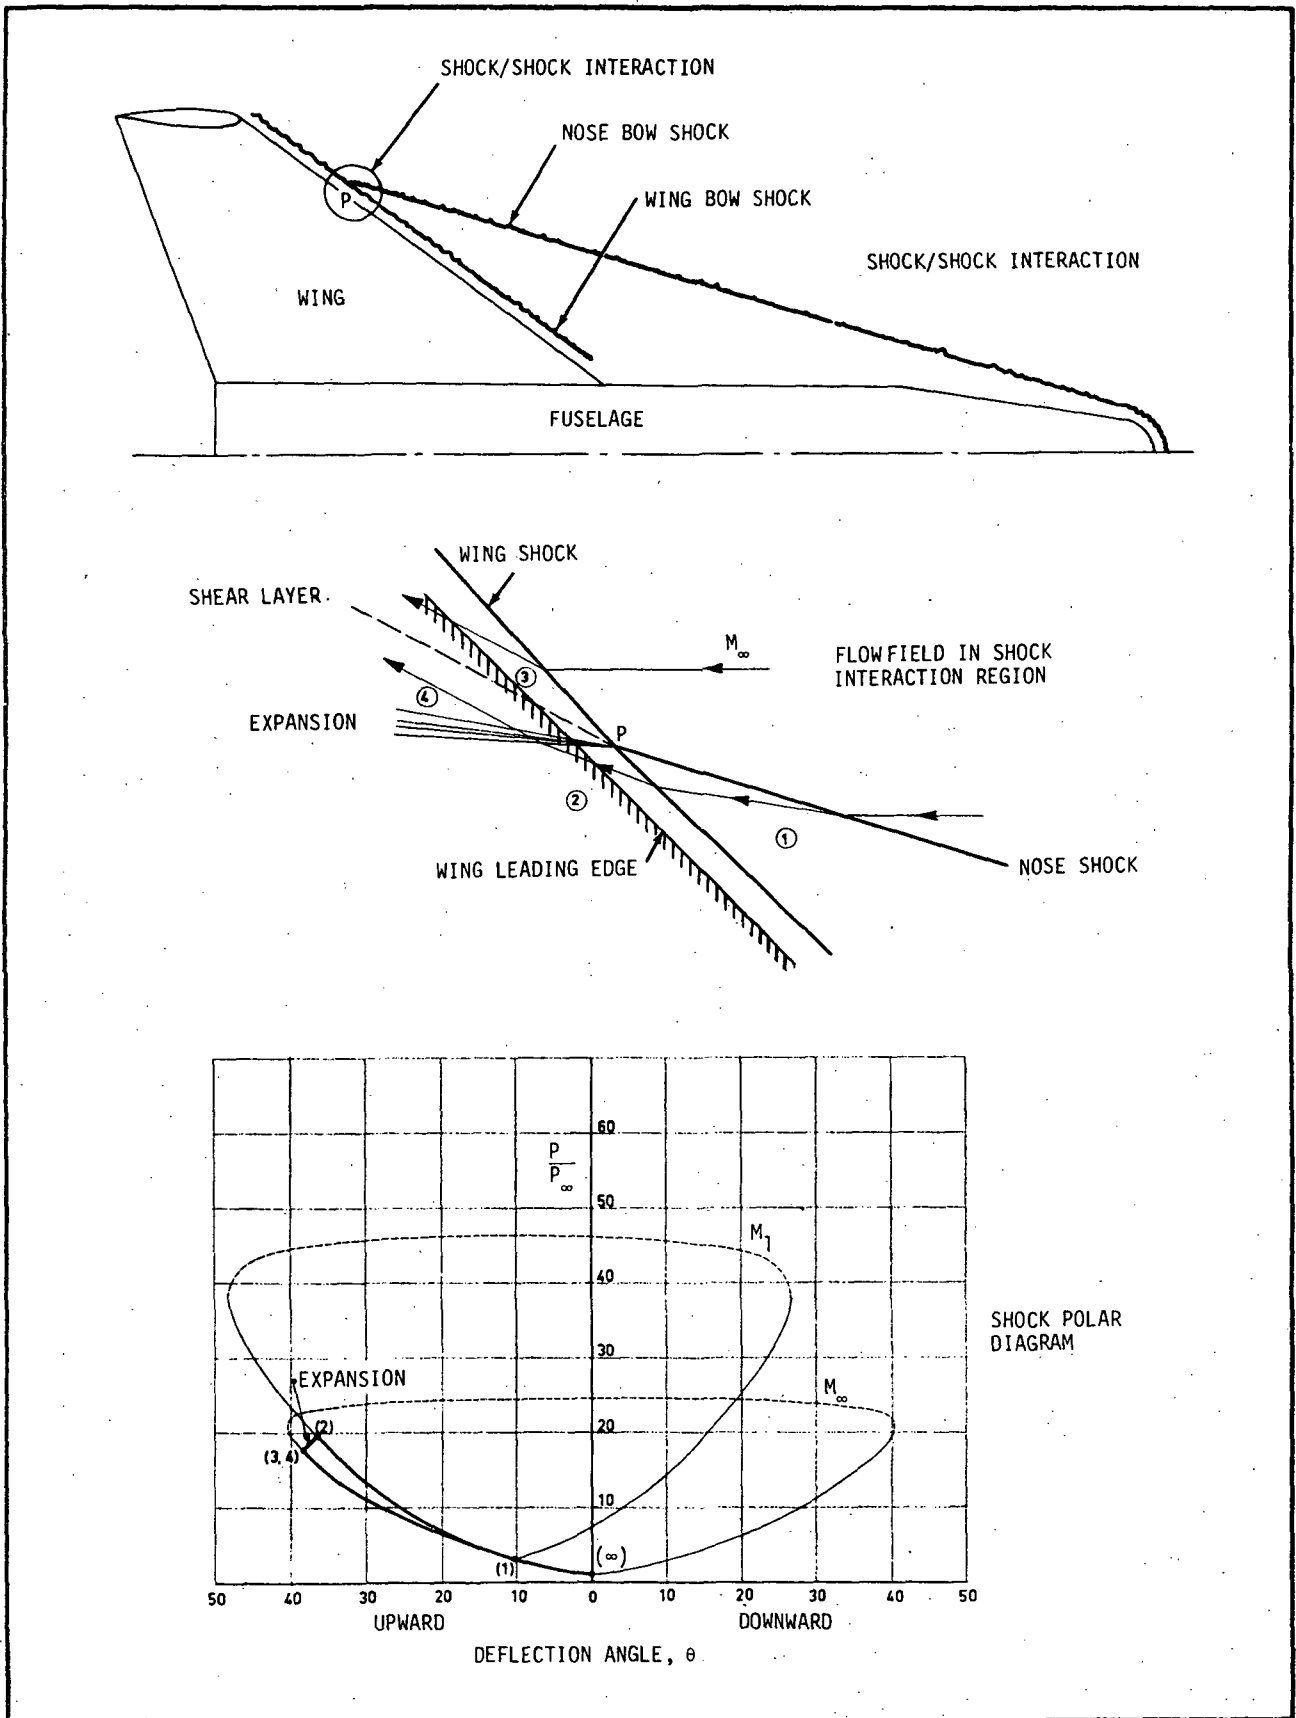 SHOCK/SHOCK INTERACTION
NOSE BOW SHOCK
WING BOW SHOCK
SHOCK/SHOCK INTERACTION
P
WING
FUSELAGE
WING SHOCK
SHEAR LAYER
M∞
FLOWFIELD IN SHOCK
INTERACTION REGION
③
④
EXPANSION
P
②
①
WING LEADING EDGE
NOSE SHOCK
60
P
P∞
50
M1
40
SHOCK POLAR
DIAGRAM
30
EXPANSION
M∞
20
(2)
(3,4)
10
(1)
(∞)
50 40 30 20 10 0 10 20 30 40 50
UPWARD DOWNWARD
DEFLECTION ANGLE, θ